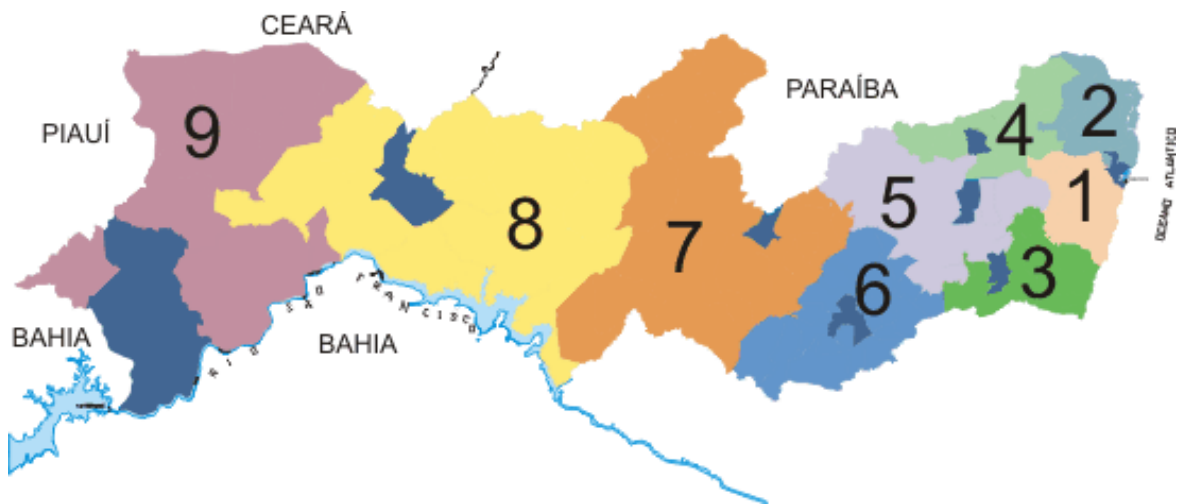 CEARÁ
PIAUÍ
PARAÍBA
OCEANO ATLÂNTICO
9
8
7
6
5
4
3
2
1
RIO SÃO FRANCISCO
BAHIA
BAHIA